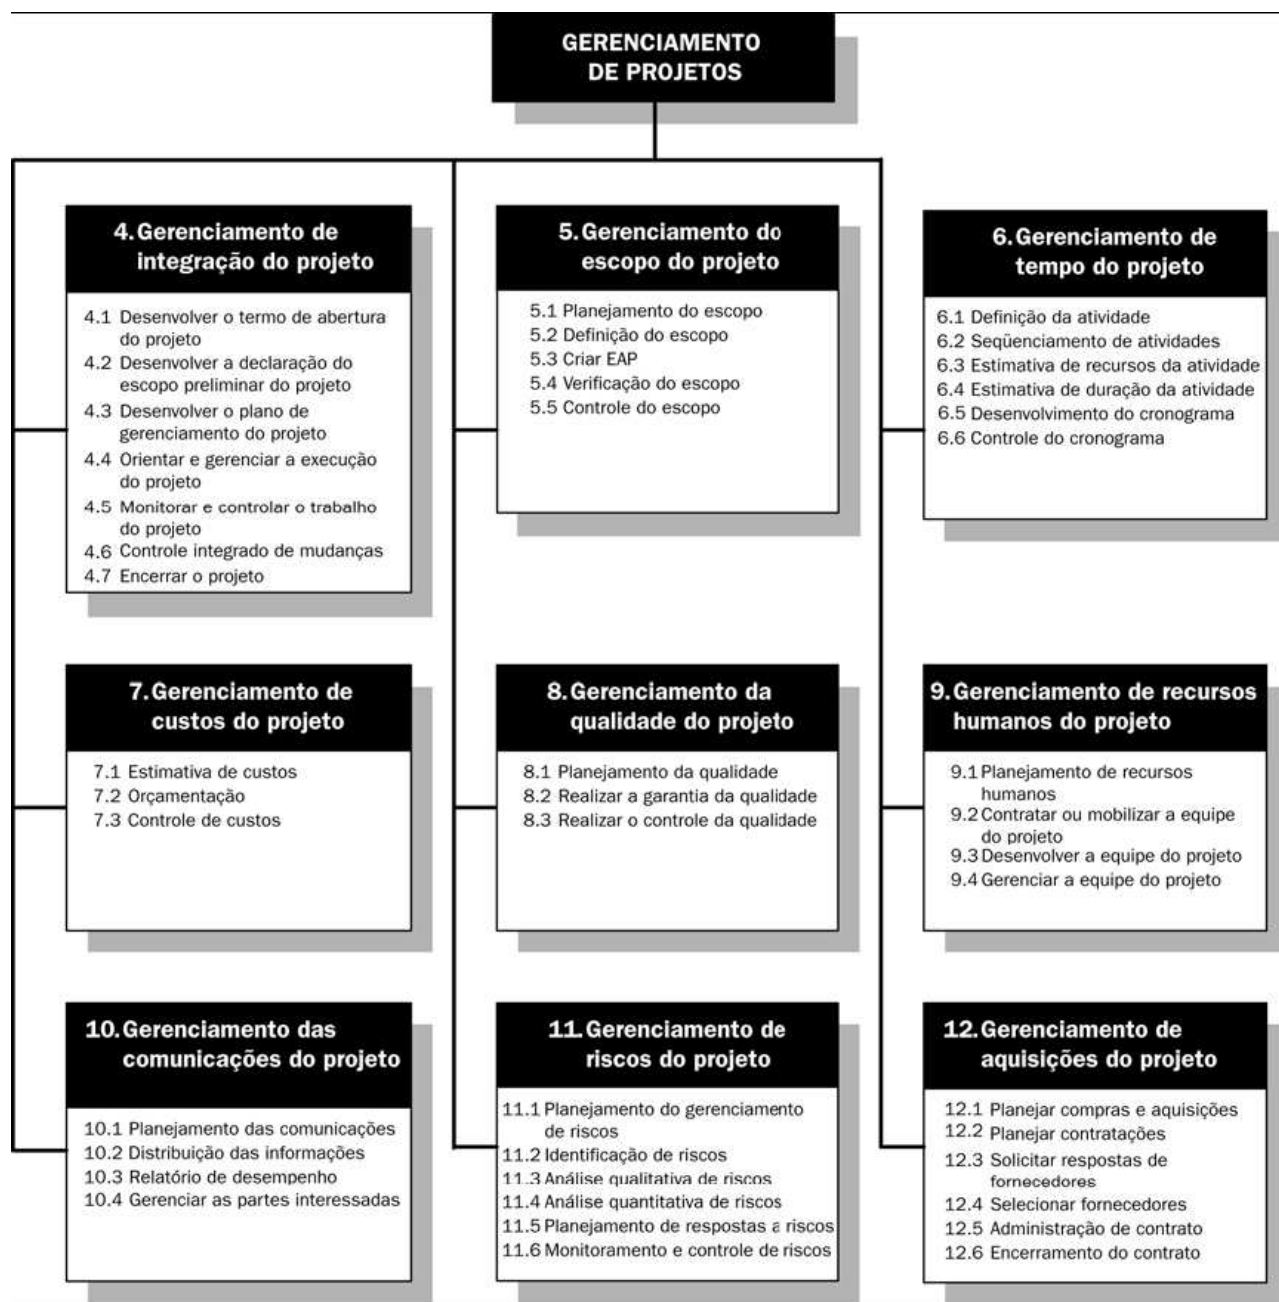 GERENCIAMENTO
DE PROJETOS
4. Gerenciamento de
integração do projeto
4.1 Desenvolver o termo de abertura
do projeto
4.2 Desenvolver a declaração do
escopo preliminar do projeto
4.3 Desenvolver o plano de
gerenciamento do projeto
4.4 Orientar e gerenciar a execução
do projeto
4.5 Monitorar e controlar o trabalho
do projeto
4.6 Controle integrado de mudanças
4.7 Encerrar o projeto
5. Gerenciamento do
escopo do projeto
5.1 Planejamento do escopo
5.2 Definição do escopo
5.3 Criar EAP
5.4 Verificação do escopo
5.5 Controle do escopo
6. Gerenciamento de
tempo do projeto
6.1 Definição da atividade
6.2 Seqüenciamento de atividades
6.3 Estimativa de recursos da atividade
6.4 Estimativa de duração da atividade
6.5 Desenvolvimento do cronograma
6.6 Controle do cronograma
7. Gerenciamento de
custos do projeto
7.1 Estimativa de custos
7.2 Orçamentação
7.3 Controle de custos
8. Gerenciamento da
qualidade do projeto
8.1 Planejamento da qualidade
8.2 Realizar a garantia da qualidade
8.3 Realizar o controle da qualidade
9. Gerenciamento de recursos
humanos do projeto
9.1 Planejamento de recursos
humanos
9.2 Contratar ou mobilizar a equipe
do projeto
9.3 Desenvolver a equipe do projeto
9.4 Gerenciar a equipe do projeto
10. Gerenciamento das
comunicações do projeto
10.1 Planejamento das comunicações
10.2 Distribuição das informações
10.3 Relatório de desempenho
10.4 Gerenciar as partes interessadas
11. Gerenciamento de
riscos do projeto
11.1 Planejamento do gerenciamento
de riscos
11.2 Identificação de riscos
11.3 Análise qualitativa de riscos
11.4 Análise quantitativa de riscos
11.5 Planejamento de respostas a riscos
11.6 Monitoramento e controle de riscos
12. Gerenciamento de
aquisições do projeto
12.1 Planejar compras e aquisições
12.2 Planejar contratações
12.3 Solicitar respostas de
fornecedores
12.4 Selecionar fornecedores
12.5 Administração de contrato
12.6 Encerramento do contrato